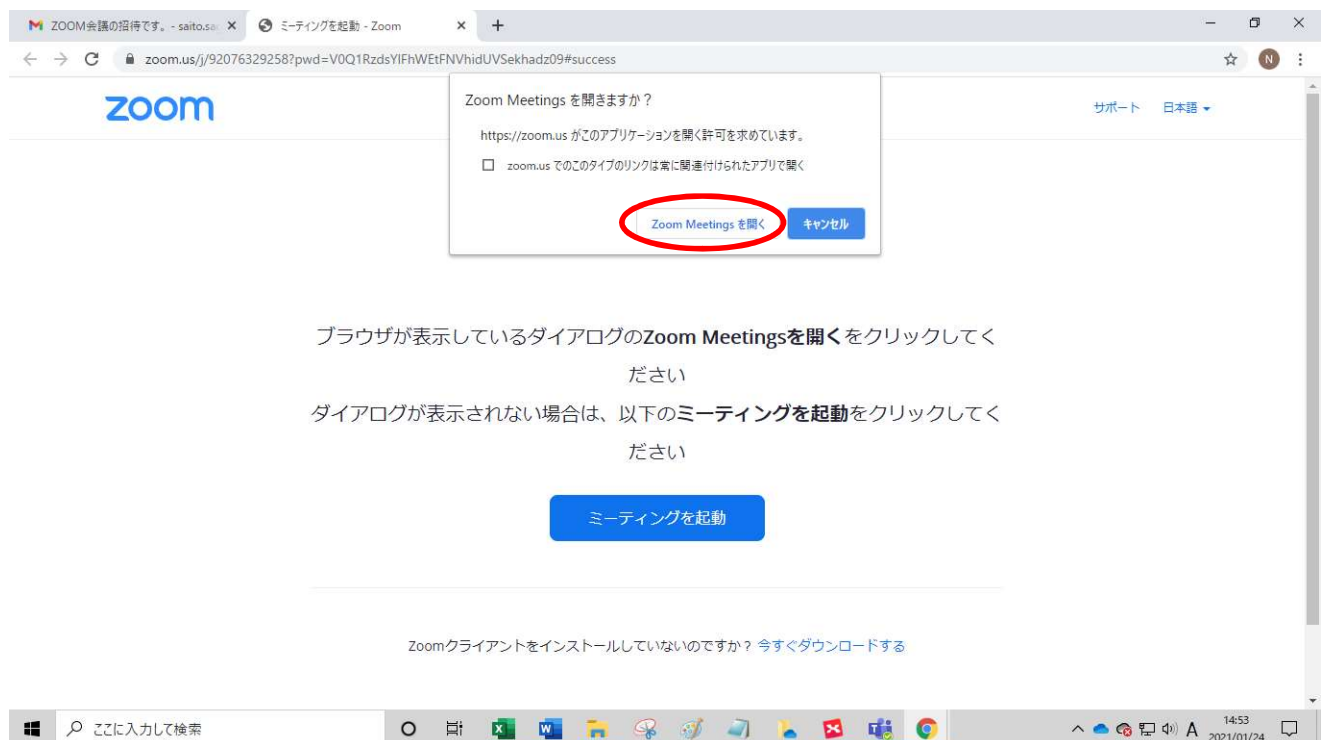 ZOOM会議の招待です。 - saito.sa
ミーティングを起動 - Zoom
zoom.us/j/92076329258?pwd=V0Q1RzdsYlFhWEtFNVhidUVSekhadz09#success
N
zoom
サポート 日本語
Zoom Meetings を開きますか？
https://zoom.us がこのアプリケーションを開く許可を求めています。
zoom.us でのこのタイプのリンクは常に関連付けられたアプリで開く
Zoom Meetings を開く キャンセル
ブラウザが表示しているダイアログのZoom Meetingsを開くをクリックしてく
ださい
ダイアログが表示されない場合は、以下のミーティングを起動をクリックしてく
ださい
ミーティングを起動
Zoomクライアントをインストールしていないのですか？ 今すぐダウンロードする
ここに入力して検索
A
14:53
2021/01/24